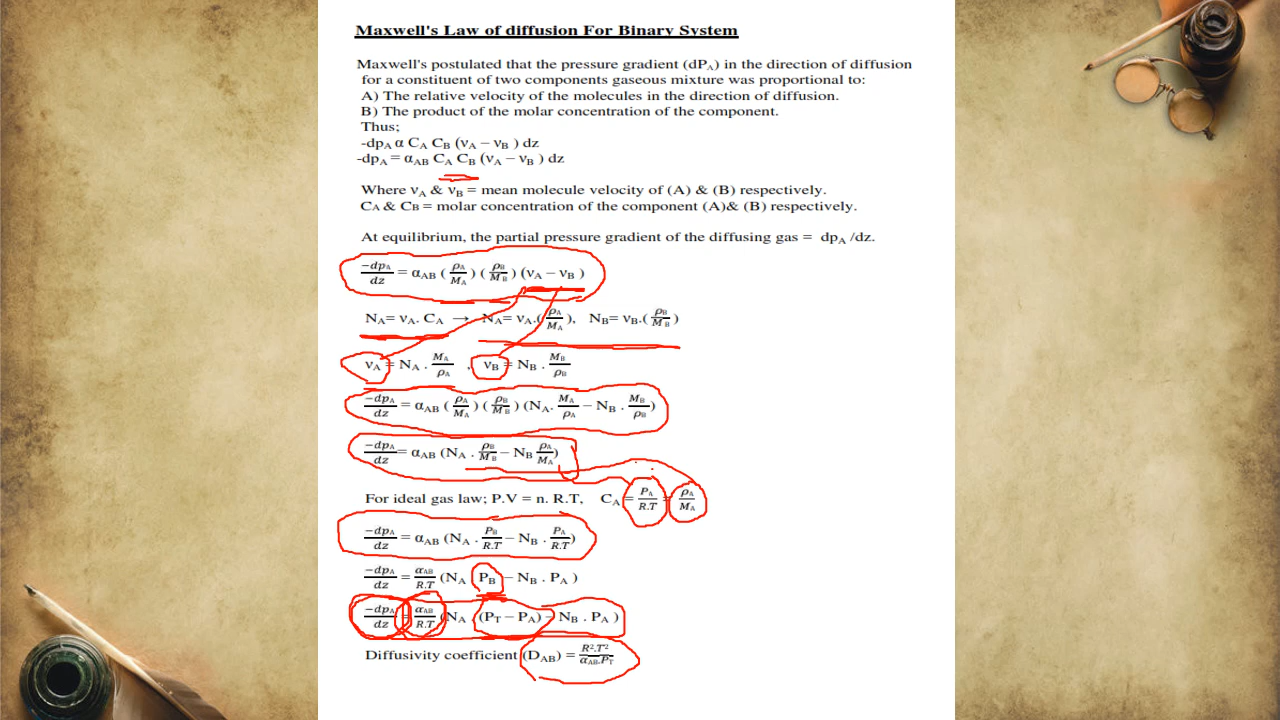 Maxwell's Law of diffusion For Binary System
Maxwell's postulated that the pressure gradient (dPA) in the direction of diffusion
for a constituent of two components gaseous mixture was proportional to:
A) The relative velocity of the molecules in the direction of diffusion.
B) The product of the molar concentration of the component.
Thus;
-dpA α CA CB (vA − vB ) dz
-dpA = αAB CA CB (vA − vB ) dz
Where vA & vB = mean molecule velocity of (A) & (B) respectively.
CA & CB = molar concentration of the component (A)& (B) respectively.
At equilibrium, the partial pressure gradient of the diffusing gas = dpA /dz.
−dpA/dz = αAB ( ρA/MA ) ( ρB/MB ) (vA − vB )
NA= vA. CA → NA= vA.( ρA/MA ), NB= vB.( ρB/MB )
vA = NA . MA/ρA , vB = NB . MB/ρB
−dpA/dz = αAB ( ρA/MA ) ( ρB/MB ) (NA. MA/ρA − NB . MB/ρB )
−dpA/dz = αAB (NA . ρB/MB − NB ρA/MA )
For ideal gas law; P.V = n. R.T, CA = PA/R.T = ρA/MA
−dpA/dz = αAB (NA . PB/R.T − NB . PA/R.T )
−dpA/dz = αAB/R.T (NA PB − NB . PA )
−dpA/dz = αAB/R.T (NA (PT − PA) − NB . PA )
Diffusivity coefficient (DAB) = R².T²/αAB.PT